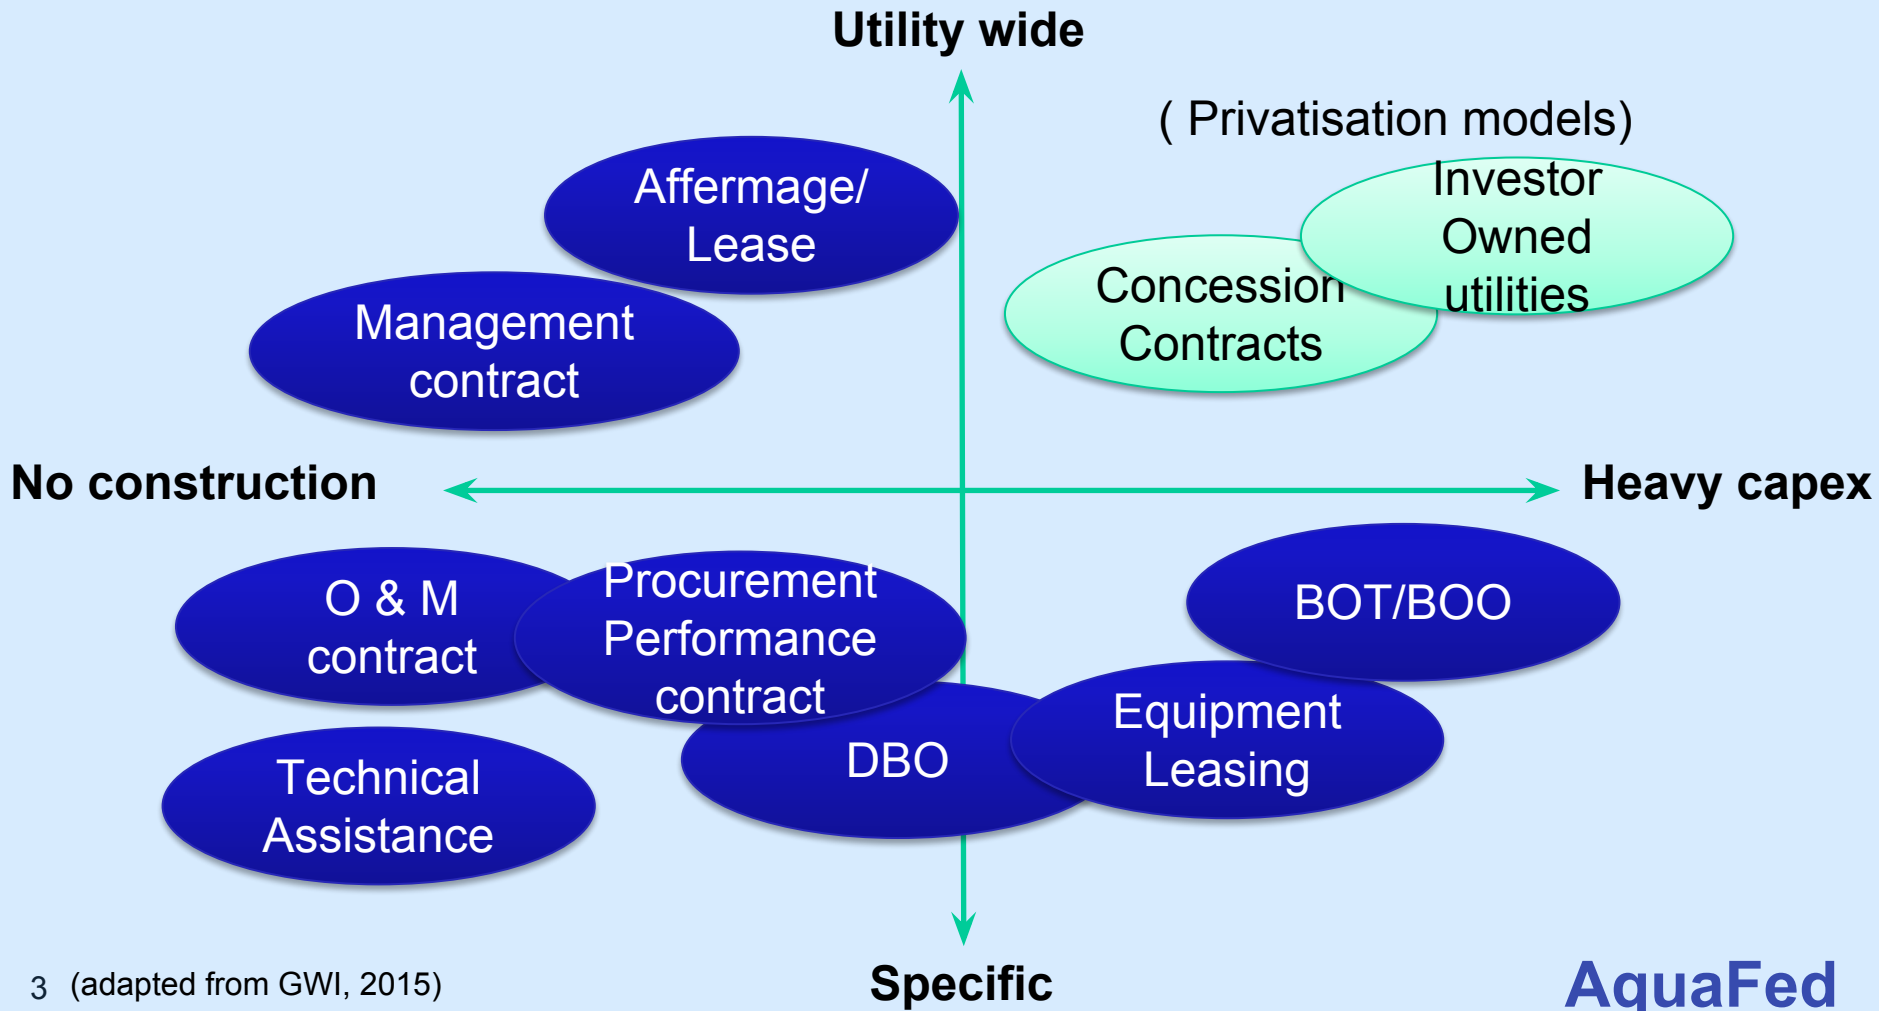 Utility wide
( Privatisation models)
Affermage/
Lease
Investor
Owned
utilities
Concession
Contracts
Management
contract
No construction
Heavy capex
O & M
contract
Procurement
Performance
contract
BOT/BOO
Equipment
Leasing
DBO
Technical
Assistance
3 (adapted from GWI, 2015)
Specific
AquaFed